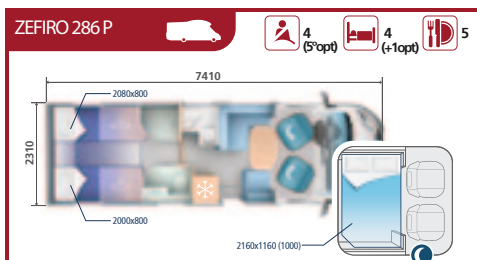 ZEFIRO 286 P
4
(5°opt)
4
(+1opt)
5
7410
2080x800
2310
2000x800
2160x1160 (1000)